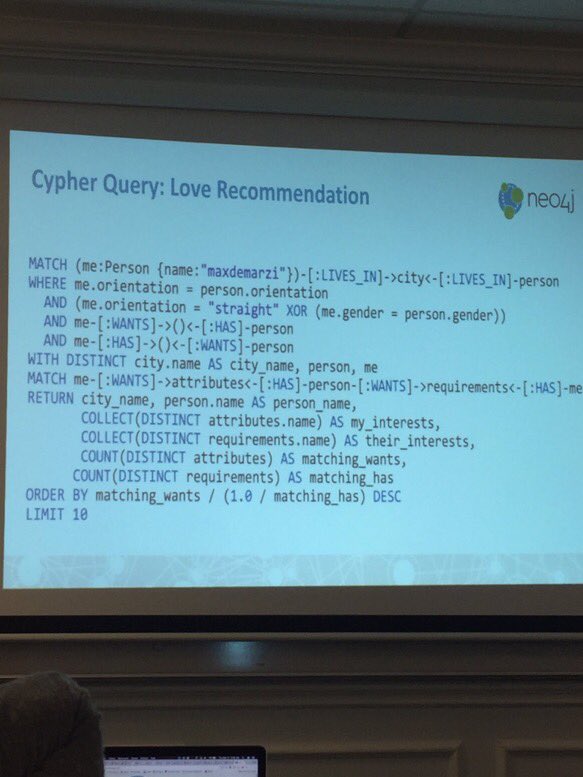 Cypher Query: Love Recommendation
neo4j
MATCH (me:Person {name:"maxdemarzi"})-[:LIVES_IN]->city<-[:LIVES_IN]-person
WHERE me.orientation = person.orientation
AND (me.orientation = "straight" XOR (me.gender = person.gender))
AND me-[:WANTS]->()<-[:HAS]-person
AND me-[:HAS]->()<-[:WANTS]-person
WITH DISTINCT city.name AS city_name, person, me
MATCH me-[:WANTS]->attributes<-[:HAS]-person-[:WANTS]->requirements<-[:HAS]-me
RETURN city_name, person.name AS person_name,
COLLECT(DISTINCT attributes.name) AS my_interests,
COLLECT(DISTINCT requirements.name) AS their_interests,
COUNT(DISTINCT attributes) AS matching_wants,
COUNT(DISTINCT requirements) AS matching_has
ORDER BY matching_wants / (1.0 / matching_has) DESC
LIMIT 10